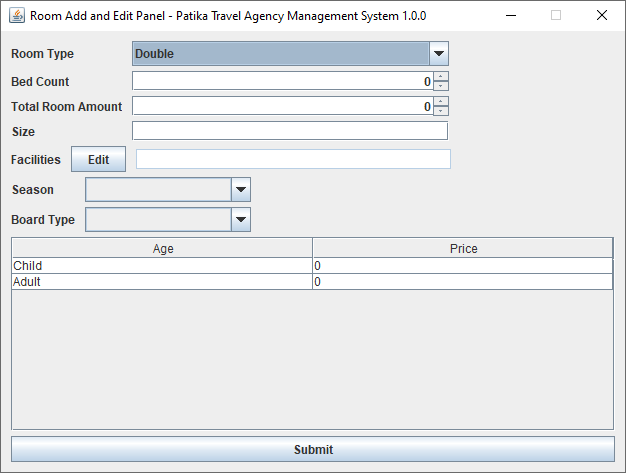 Room Add and Edit Panel - Patika Travel Agency Management System 1.0.0
Room Type Double
Bed Count 0
Total Room Amount 0
Size
Facilities Edit
Season
Board Type
Age Price
Child 0
Adult 0
Submit